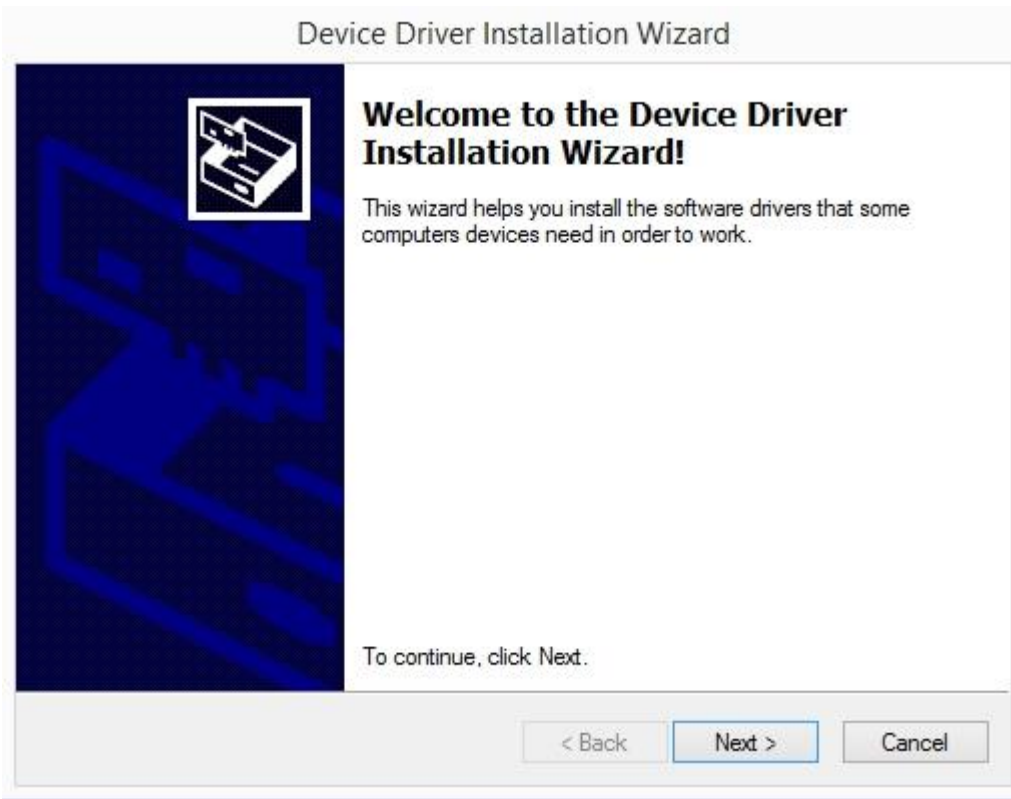 Device Driver Installation Wizard
Welcome to the Device Driver
Installation Wizard!
This wizard helps you install the software drivers that some
computers devices need in order to work.
To continue, click Next.
< Back
Next >
Cancel